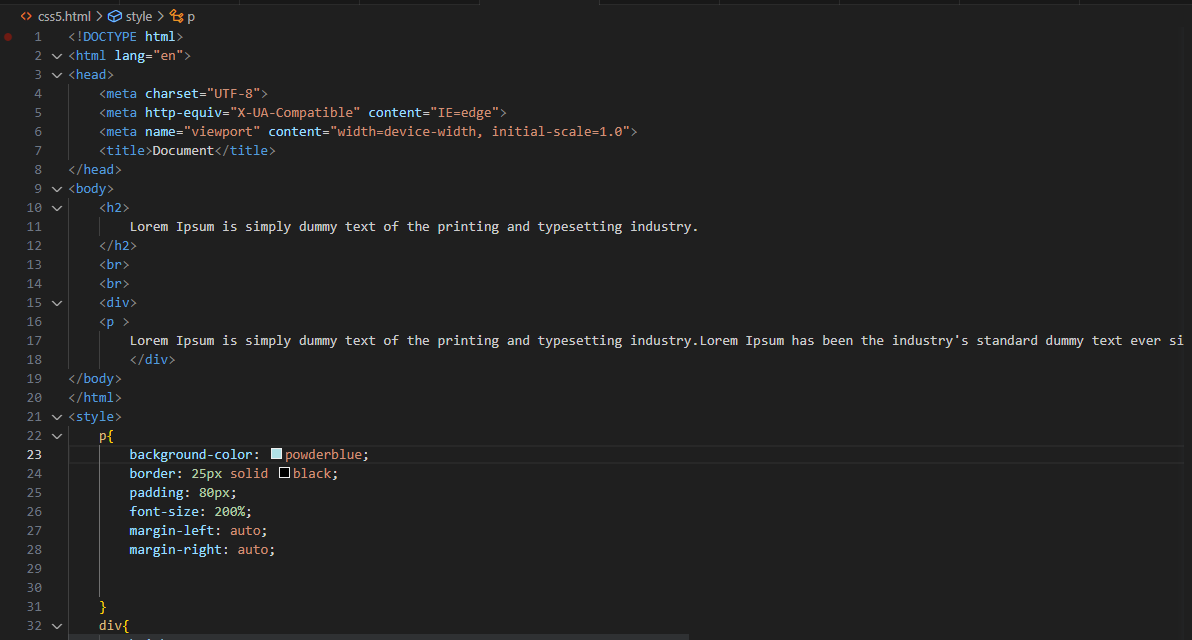 css5.html > style > p
1 <!DOCTYPE html>
2 <html lang="en">
3 <head>
4     <meta charset="UTF-8">
5     <meta http-equiv="X-UA-Compatible" content="IE=edge">
6     <meta name="viewport" content="width=device-width, initial-scale=1.0">
7     <title>Document</title>
8 </head>
9 <body>
10     <h2>
11         Lorem Ipsum is simply dummy text of the printing and typesetting industry.
12     </h2>
13     <br>
14     <br>
15     <div>
16     <p >
17         Lorem Ipsum is simply dummy text of the printing and typesetting industry.Lorem Ipsum has been the industry's standard dummy text ever si
18         </div>
19 </body>
20 </html>
21 <style>
22     p{
23         background-color: powderblue;
24         border: 25px solid black;
25         padding: 80px;
26         font-size: 200%;
27         margin-left: auto;
28         margin-right: auto;
29
30
31     }
32     div{